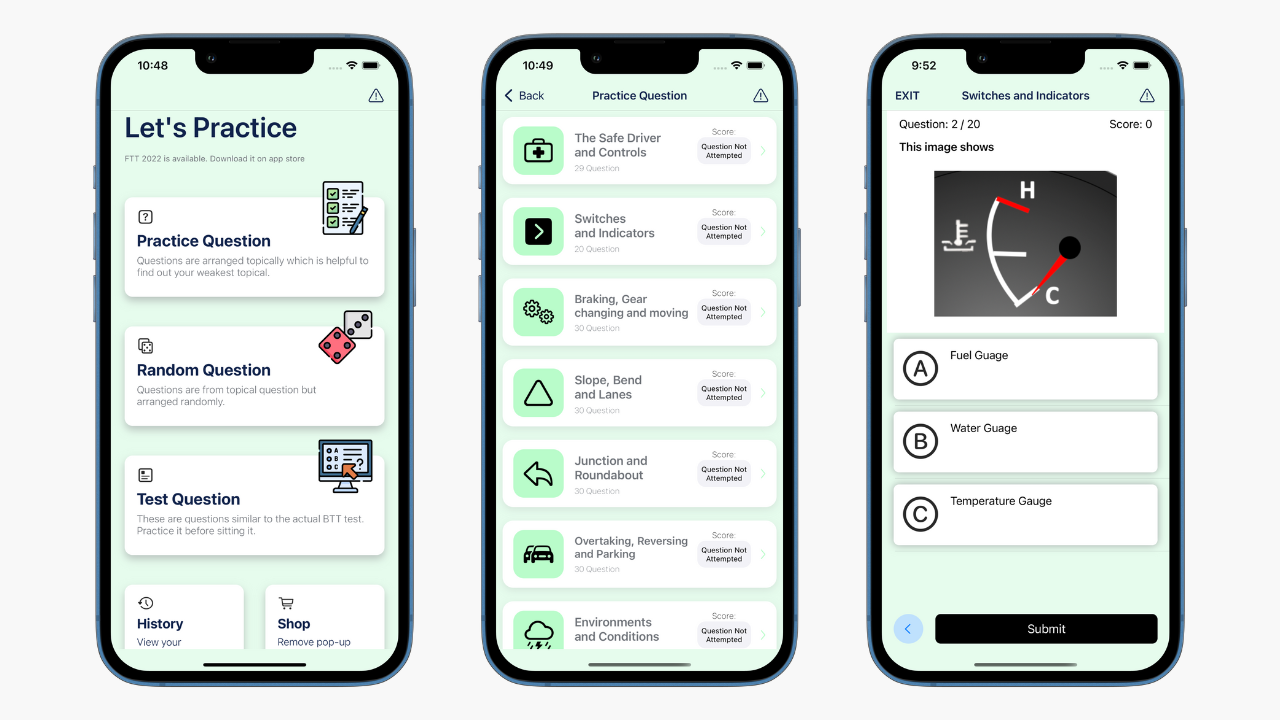 10:48
Let's Practice
FTT 2022 is available. Download it on app store
?
Practice Question
Questions are arranged topically which is helpful to
find out your weakest topical.
Random Question
Questions are from topical question but
arranged randomly.
A
B
C
?
Test Question
These are questions similar to the actual BTT test.
Practice it before sitting it.
History
View your
Shop
Remove pop-up
10:49
Back
Practice Question
The Safe Driver
and Controls
29 Question
Score:
Question Not
Attempted
Switches
and Indicators
20 Question
Score:
Question Not
Attempted
Braking, Gear
changing and moving
30 Question
Score:
Question Not
Attempted
Slope, Bend
and Lanes
30 Question
Score:
Question Not
Attempted
Junction and
Roundabout
30 Question
Score:
Question Not
Attempted
Overtaking, Reversing
and Parking
30 Question
Score:
Question Not
Attempted
Environments
and Conditions
Score:
Question Not
Attempted
9:52
EXIT
Switches and Indicators
Question: 2 / 20
Score: 0
This image shows
H
C
A
Fuel Guage
B
Water Guage
C
Temperature Gauge
Submit